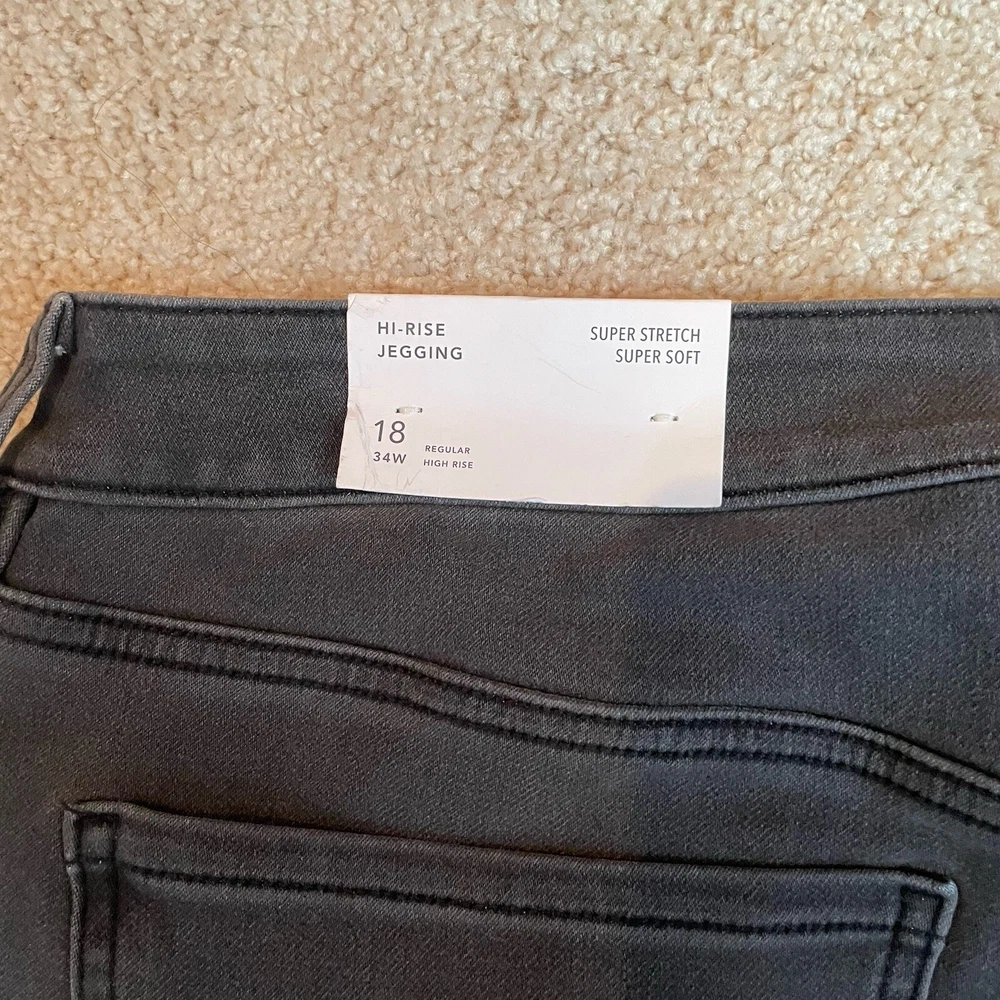 HI-RISE
JEGGING
SUPER STRETCH
SUPER SOFT
18
34W
REGULAR
HIGH RISE